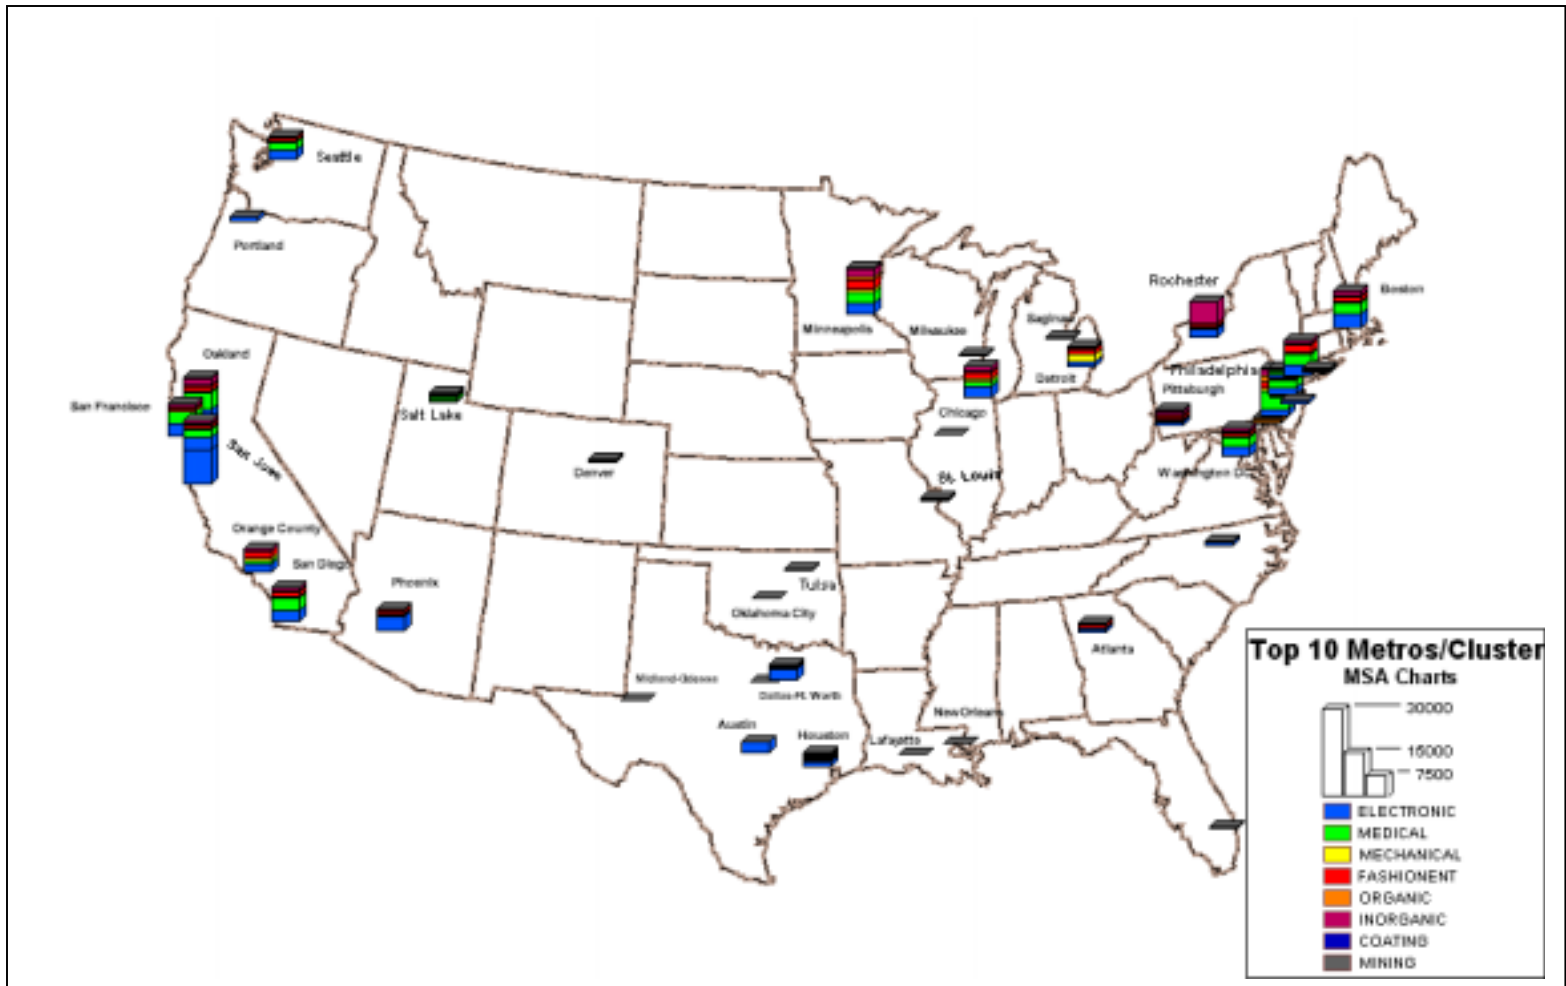 Seattle
Portland
Rochester
Boston
Minneapolis
Milwaukee
Saginaw
Detroit
Oakland
San Francisco
San Jose
Salt Lake
Denver
Chicago
Philadelphia
Pittsburgh
St. Louis
Washington DC
Orange County
San Diego
Phoenix
Tulsa
Oklahoma City
Atlanta
Midland-Odessa
Dallas-Ft. Worth
Austin
Houston
Lafayette
New Orleans
Top 10 Metros/Cluster
MSA Charts
30000
15000
7500
ELECTRONIC
MEDICAL
MECHANICAL
FASHIONENT
ORGANIC
INORGANIC
COATING
MINING